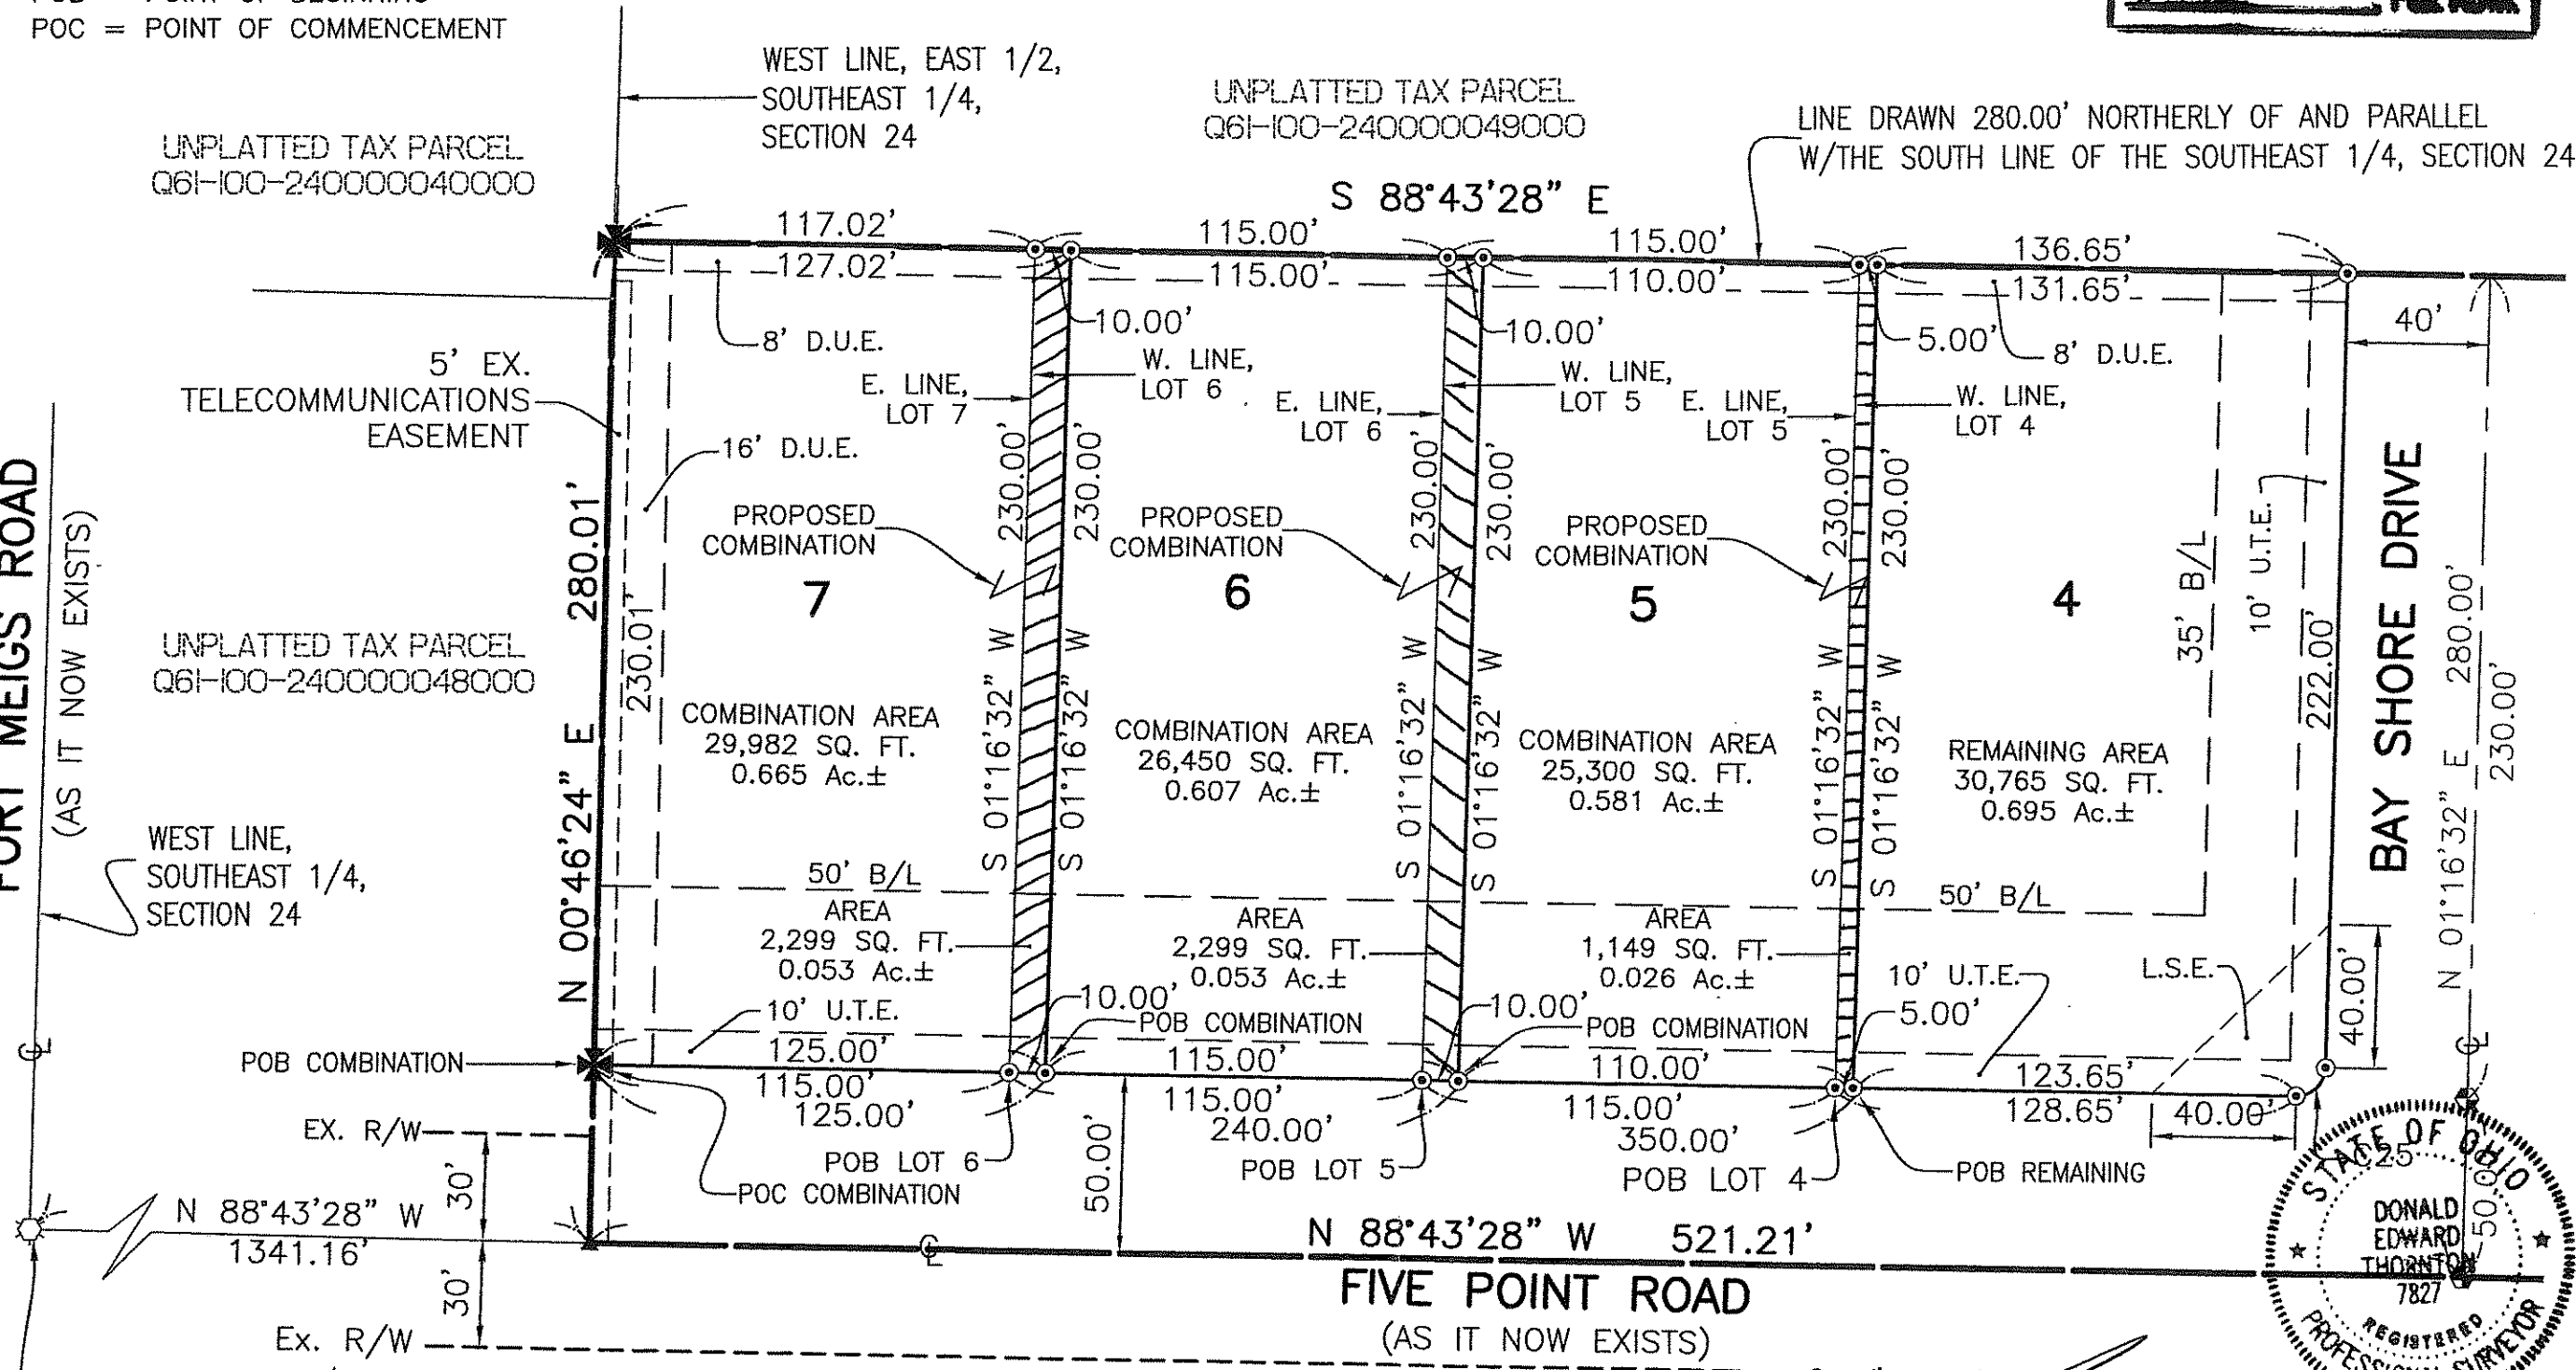 POC = POINT OF COMMENCEMENT
WEST LINE, EAST 1/2,
SOUTHEAST 1/4,
SECTION 24
UNPLATTED TAX PARCEL
Q61-100-240000040000
UNPLATTED TAX PARCEL
Q61-100-240000049000
LINE DRAWN 280.00' NORTHERLY OF AND PARALLEL
W/THE SOUTH LINE OF THE SOUTHEAST 1/4, SECTION 24
S 88°43'28" E
117.02'
115.00'
115.00'
136.65'
127.02'
115.00'
110.00'
131.65'
10.00'
10.00'
5.00'
40'
8' D.U.E.
8' D.U.E.
5' EX.
TELECOMMUNICATIONS
EASEMENT
E. LINE,
LOT 7
W. LINE,
LOT 6
E. LINE,
LOT 6
W. LINE,
LOT 5
E. LINE,
LOT 5
W. LINE,
LOT 4
16' D.U.E.
FORT MEIGS ROAD
(AS IT NOW EXISTS)
N 00°46'24" E 280.01'
230.01'
230.00'
230.00'
230.00'
230.00'
230.00'
230.00'
PROPOSED
COMBINATION
PROPOSED
COMBINATION
PROPOSED
COMBINATION
7
6
5
4
35' B/L
10' U.T.E.
222.00'
BAY SHORE DRIVE
N 01°16'32" E 280.00'
230.00'
UNPLATTED TAX PARCEL
Q61-100-240000048000
S 01°16'32" W
S 01°16'32" W
S 01°16'32" W
S 01°16'32" W
S 01°16'32" W
S 01°16'32" W
COMBINATION AREA
29,982 SQ. FT.
0.665 Ac.±
COMBINATION AREA
26,450 SQ. FT.
0.607 Ac.±
COMBINATION AREA
25,300 SQ. FT.
0.581 Ac.±
REMAINING AREA
30,765 SQ. FT.
0.695 Ac.±
WEST LINE,
SOUTHEAST 1/4,
SECTION 24
50' B/L
50' B/L
AREA
2,299 SQ. FT.
0.053 Ac.±
AREA
2,299 SQ. FT.
0.053 Ac.±
AREA
1,149 SQ. FT.
0.026 Ac.±
10' U.T.E.
10.00'
10.00'
5.00'
10' U.T.E.
L.S.E.
40.00'
POB COMBINATION
POB COMBINATION
POB COMBINATION
125.00'
115.00'
110.00'
123.65'
115.00'
115.00'
115.00'
128.65'
40.00'
125.00'
240.00'
350.00'
C25
EX. R/W
30'
POB LOT 6
POC COMBINATION
POB LOT 5
POB LOT 4
POB REMAINING
50.00'
50.00'
N 88°43'28" W
1341.16'
N 88°43'28" W 521.21'
30'
FIVE POINT ROAD
(AS IT NOW EXISTS)
Ex. R/W
STATE OF OHIO
DONALD
EDWARD
THORNTON
7827
REGISTERED
PROFESSIONAL SURVEYOR